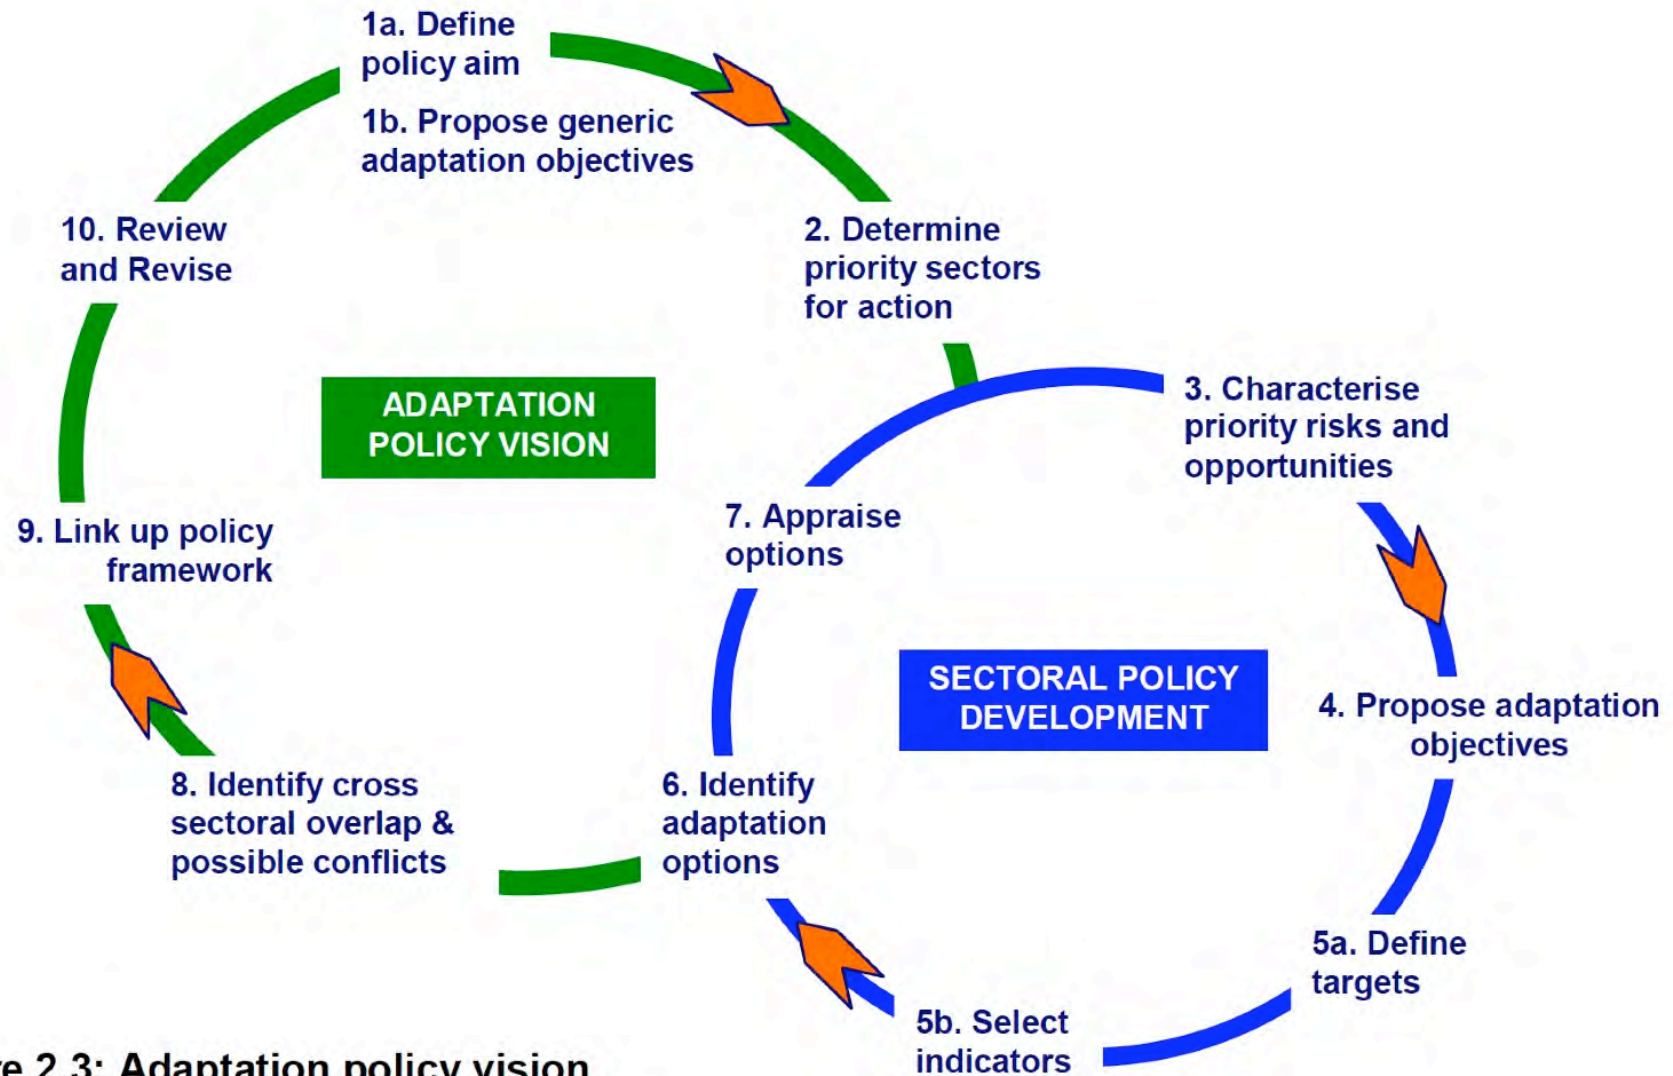 1a. Define
policy aim
1b. Propose generic
adaptation objectives
10. Review
and Revise
2. Determine
priority sectors
for action
ADAPTATION
POLICY VISION
3. Characterise
priority risks and
opportunities
9. Link up policy
framework
7. Appraise
options
SECTORAL POLICY
DEVELOPMENT
4. Propose adaptation
objectives
8. Identify cross
sectoral overlap &
possible conflicts
6. Identify
adaptation
options
5a. Define
targets
5b. Select
indicators
2.3: Adaptation policy vision